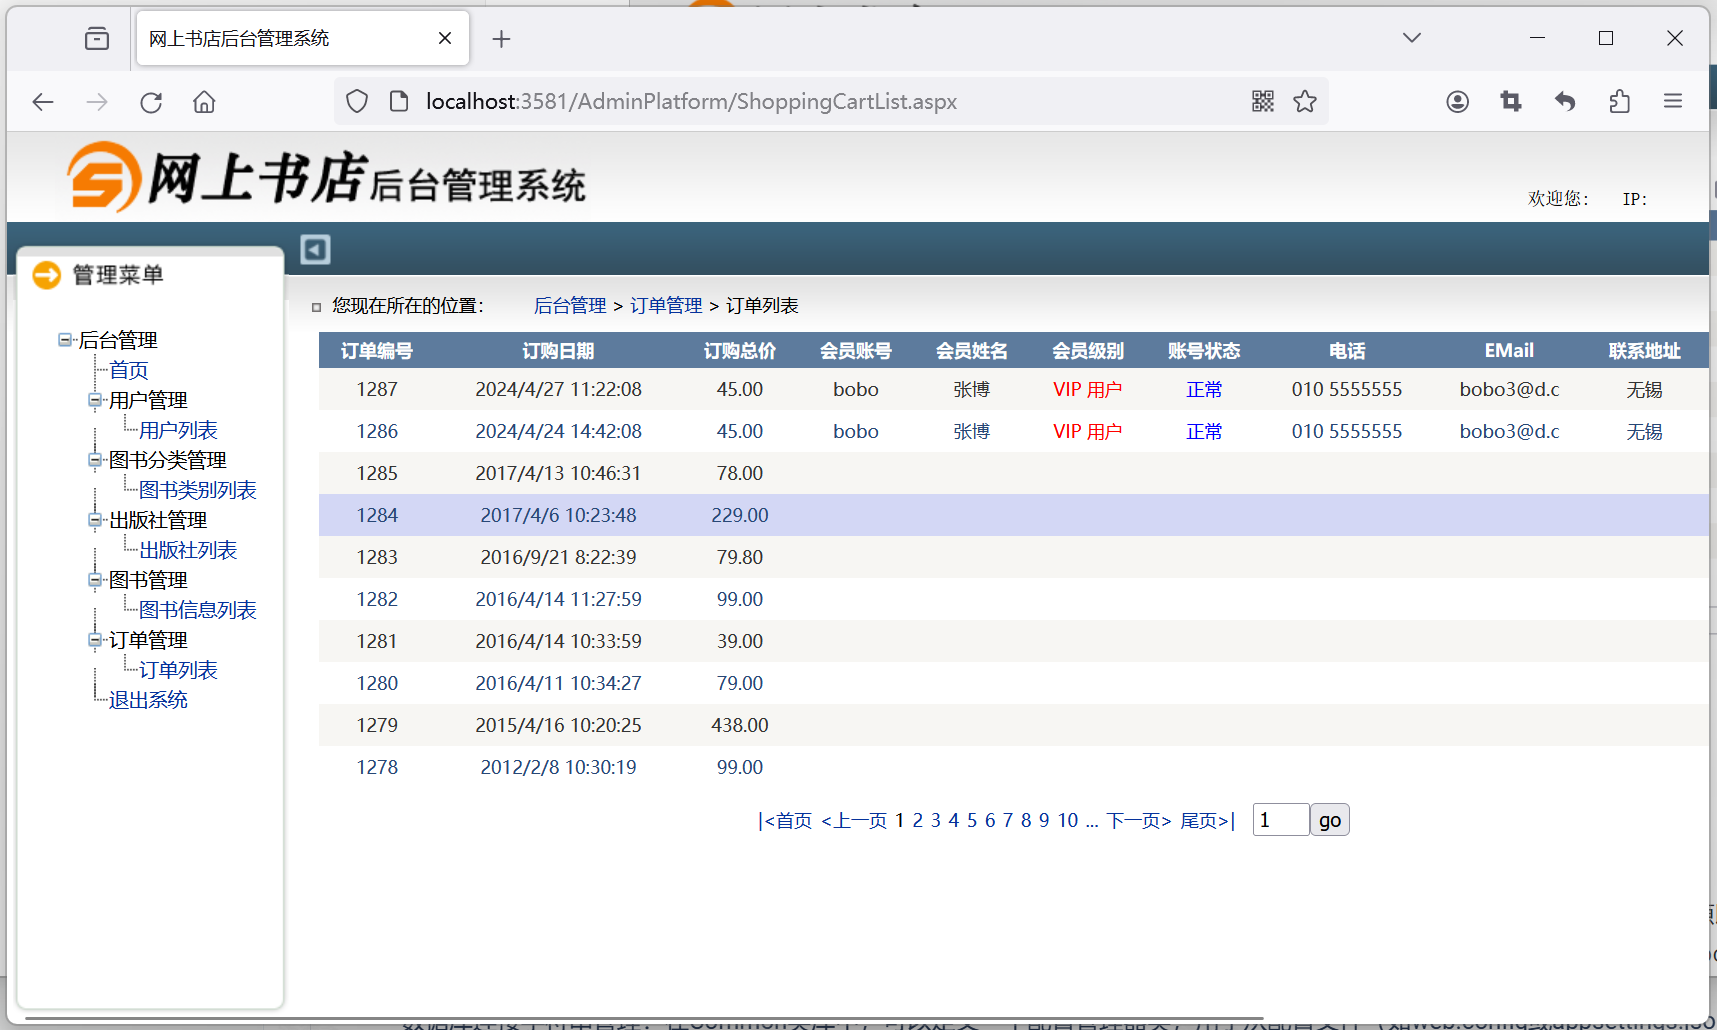 网上书店后台管理系统
localhost:3581/AdminPlatform/ShoppingCartList.aspx
网上书店后台管理系统
欢迎您： IP：
管理菜单
后台管理
首页
用户管理
用户列表
图书分类管理
图书类别列表
出版社管理
出版社列表
图书管理
图书信息列表
订单管理
订单列表
退出系统
您现在所在的位置： 后台管理 > 订单管理 > 订单列表
订单编号 订购日期 订购总价 会员账号 会员姓名 会员级别 账号状态 电话 EMail 联系地址
1287 2024/4/27 11:22:08 45.00 bobo 张博 VIP 用户 正常 010 5555555 bobo3@d.c 无锡
1286 2024/4/24 14:42:08 45.00 bobo 张博 VIP 用户 正常 010 5555555 bobo3@d.c 无锡
1285 2017/4/13 10:46:31 78.00
1284 2017/4/6 10:23:48 229.00
1283 2016/9/21 8:22:39 79.80
1282 2016/4/14 11:27:59 99.00
1281 2016/4/14 10:33:59 39.00
1280 2016/4/11 10:34:27 79.00
1279 2015/4/16 10:20:25 438.00
1278 2012/2/8 10:30:19 99.00
|<首页 <上一页 1 2 3 4 5 6 7 8 9 10 ... 下一页> 尾页>| 1 go